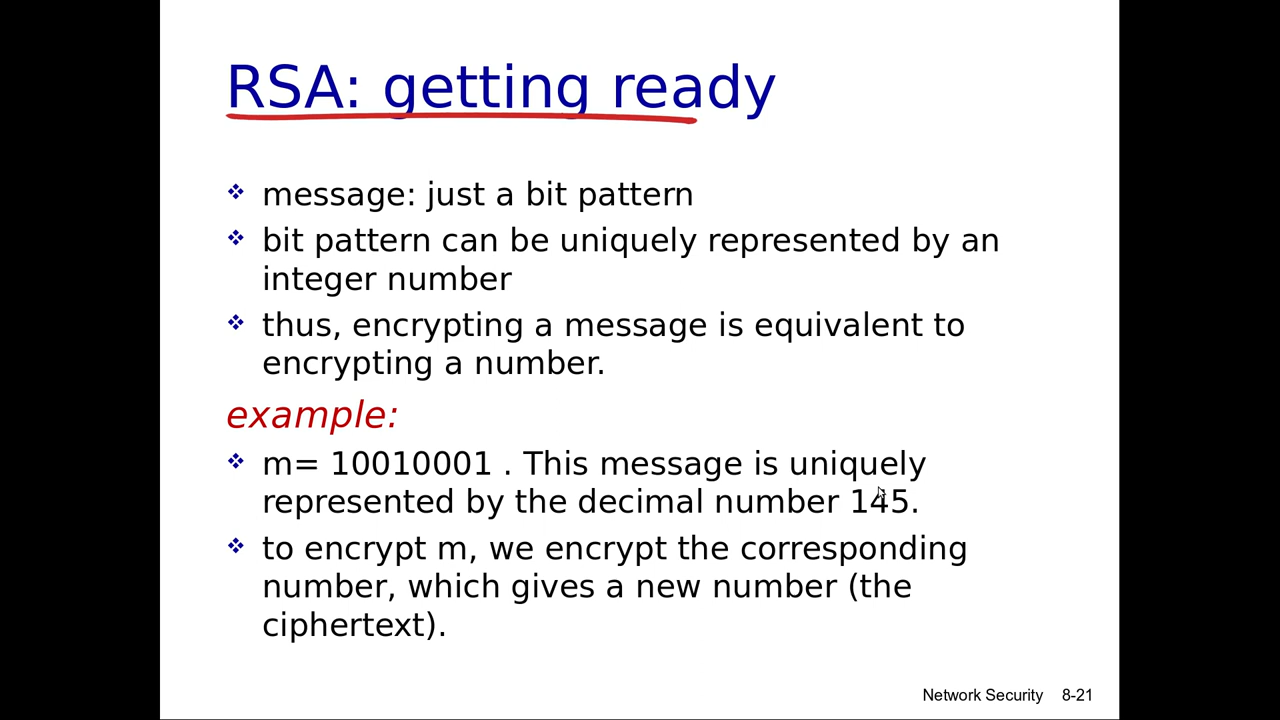 RSA: getting ready
message: just a bit pattern
bit pattern can be uniquely represented by an
integer number
thus, encrypting a message is equivalent to
encrypting a number.
example:
m= 10010001 . This message is uniquely
represented by the decimal number 145.
to encrypt m, we encrypt the corresponding
number, which gives a new number (the
ciphertext).
Network Security 8-21